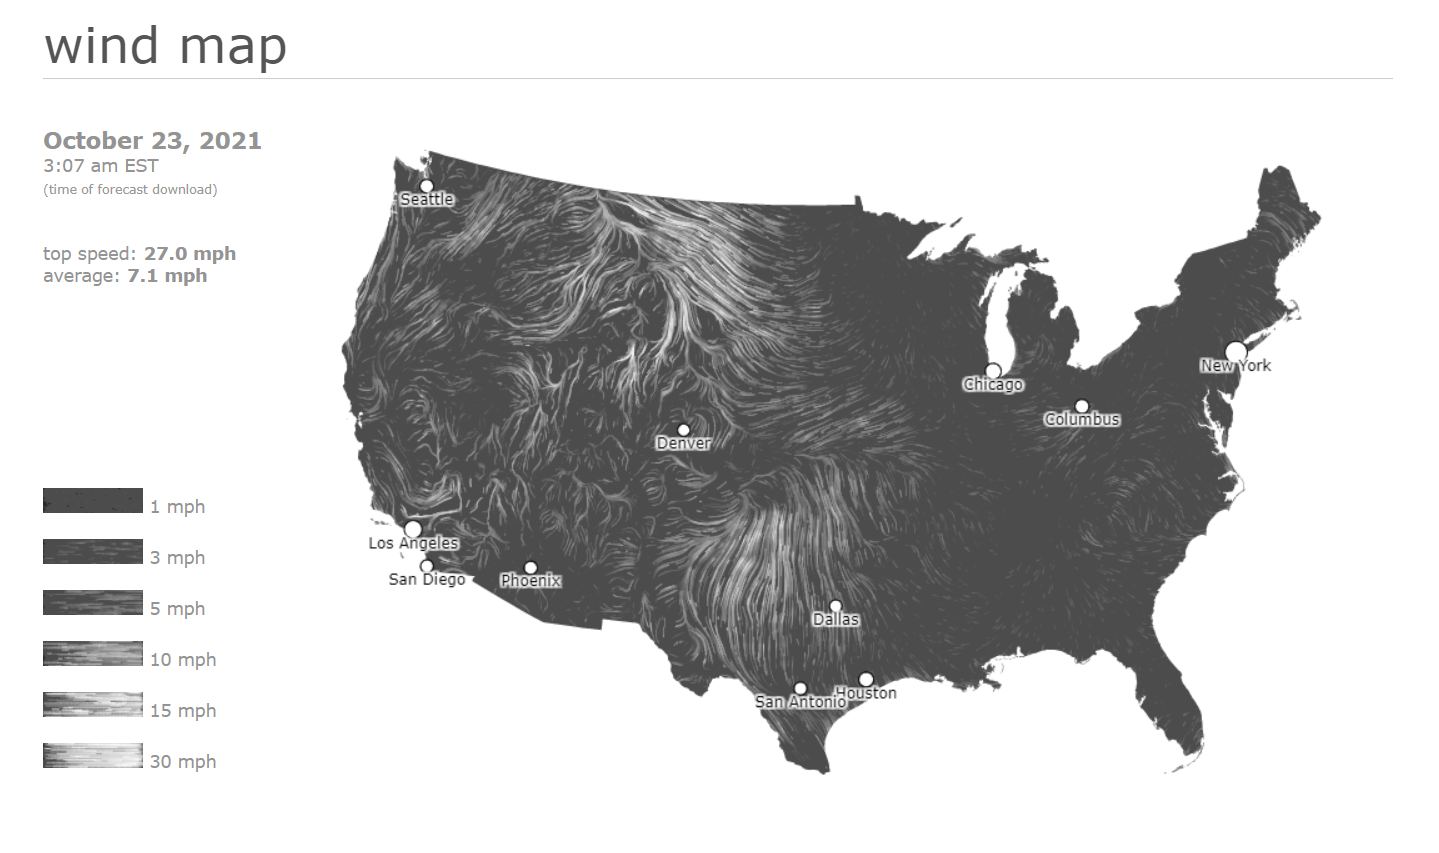 wind map
October 23, 2021
3:07 am EST
(time of forecast download)
top speed: 27.0 mph
average: 7.1 mph
1 mph
3 mph
5 mph
10 mph
15 mph
30 mph
Seattle
New York
Chicago
Columbus
Denver
Los Angeles
San Diego
Phoenix
Dallas
Houston
San Antonio